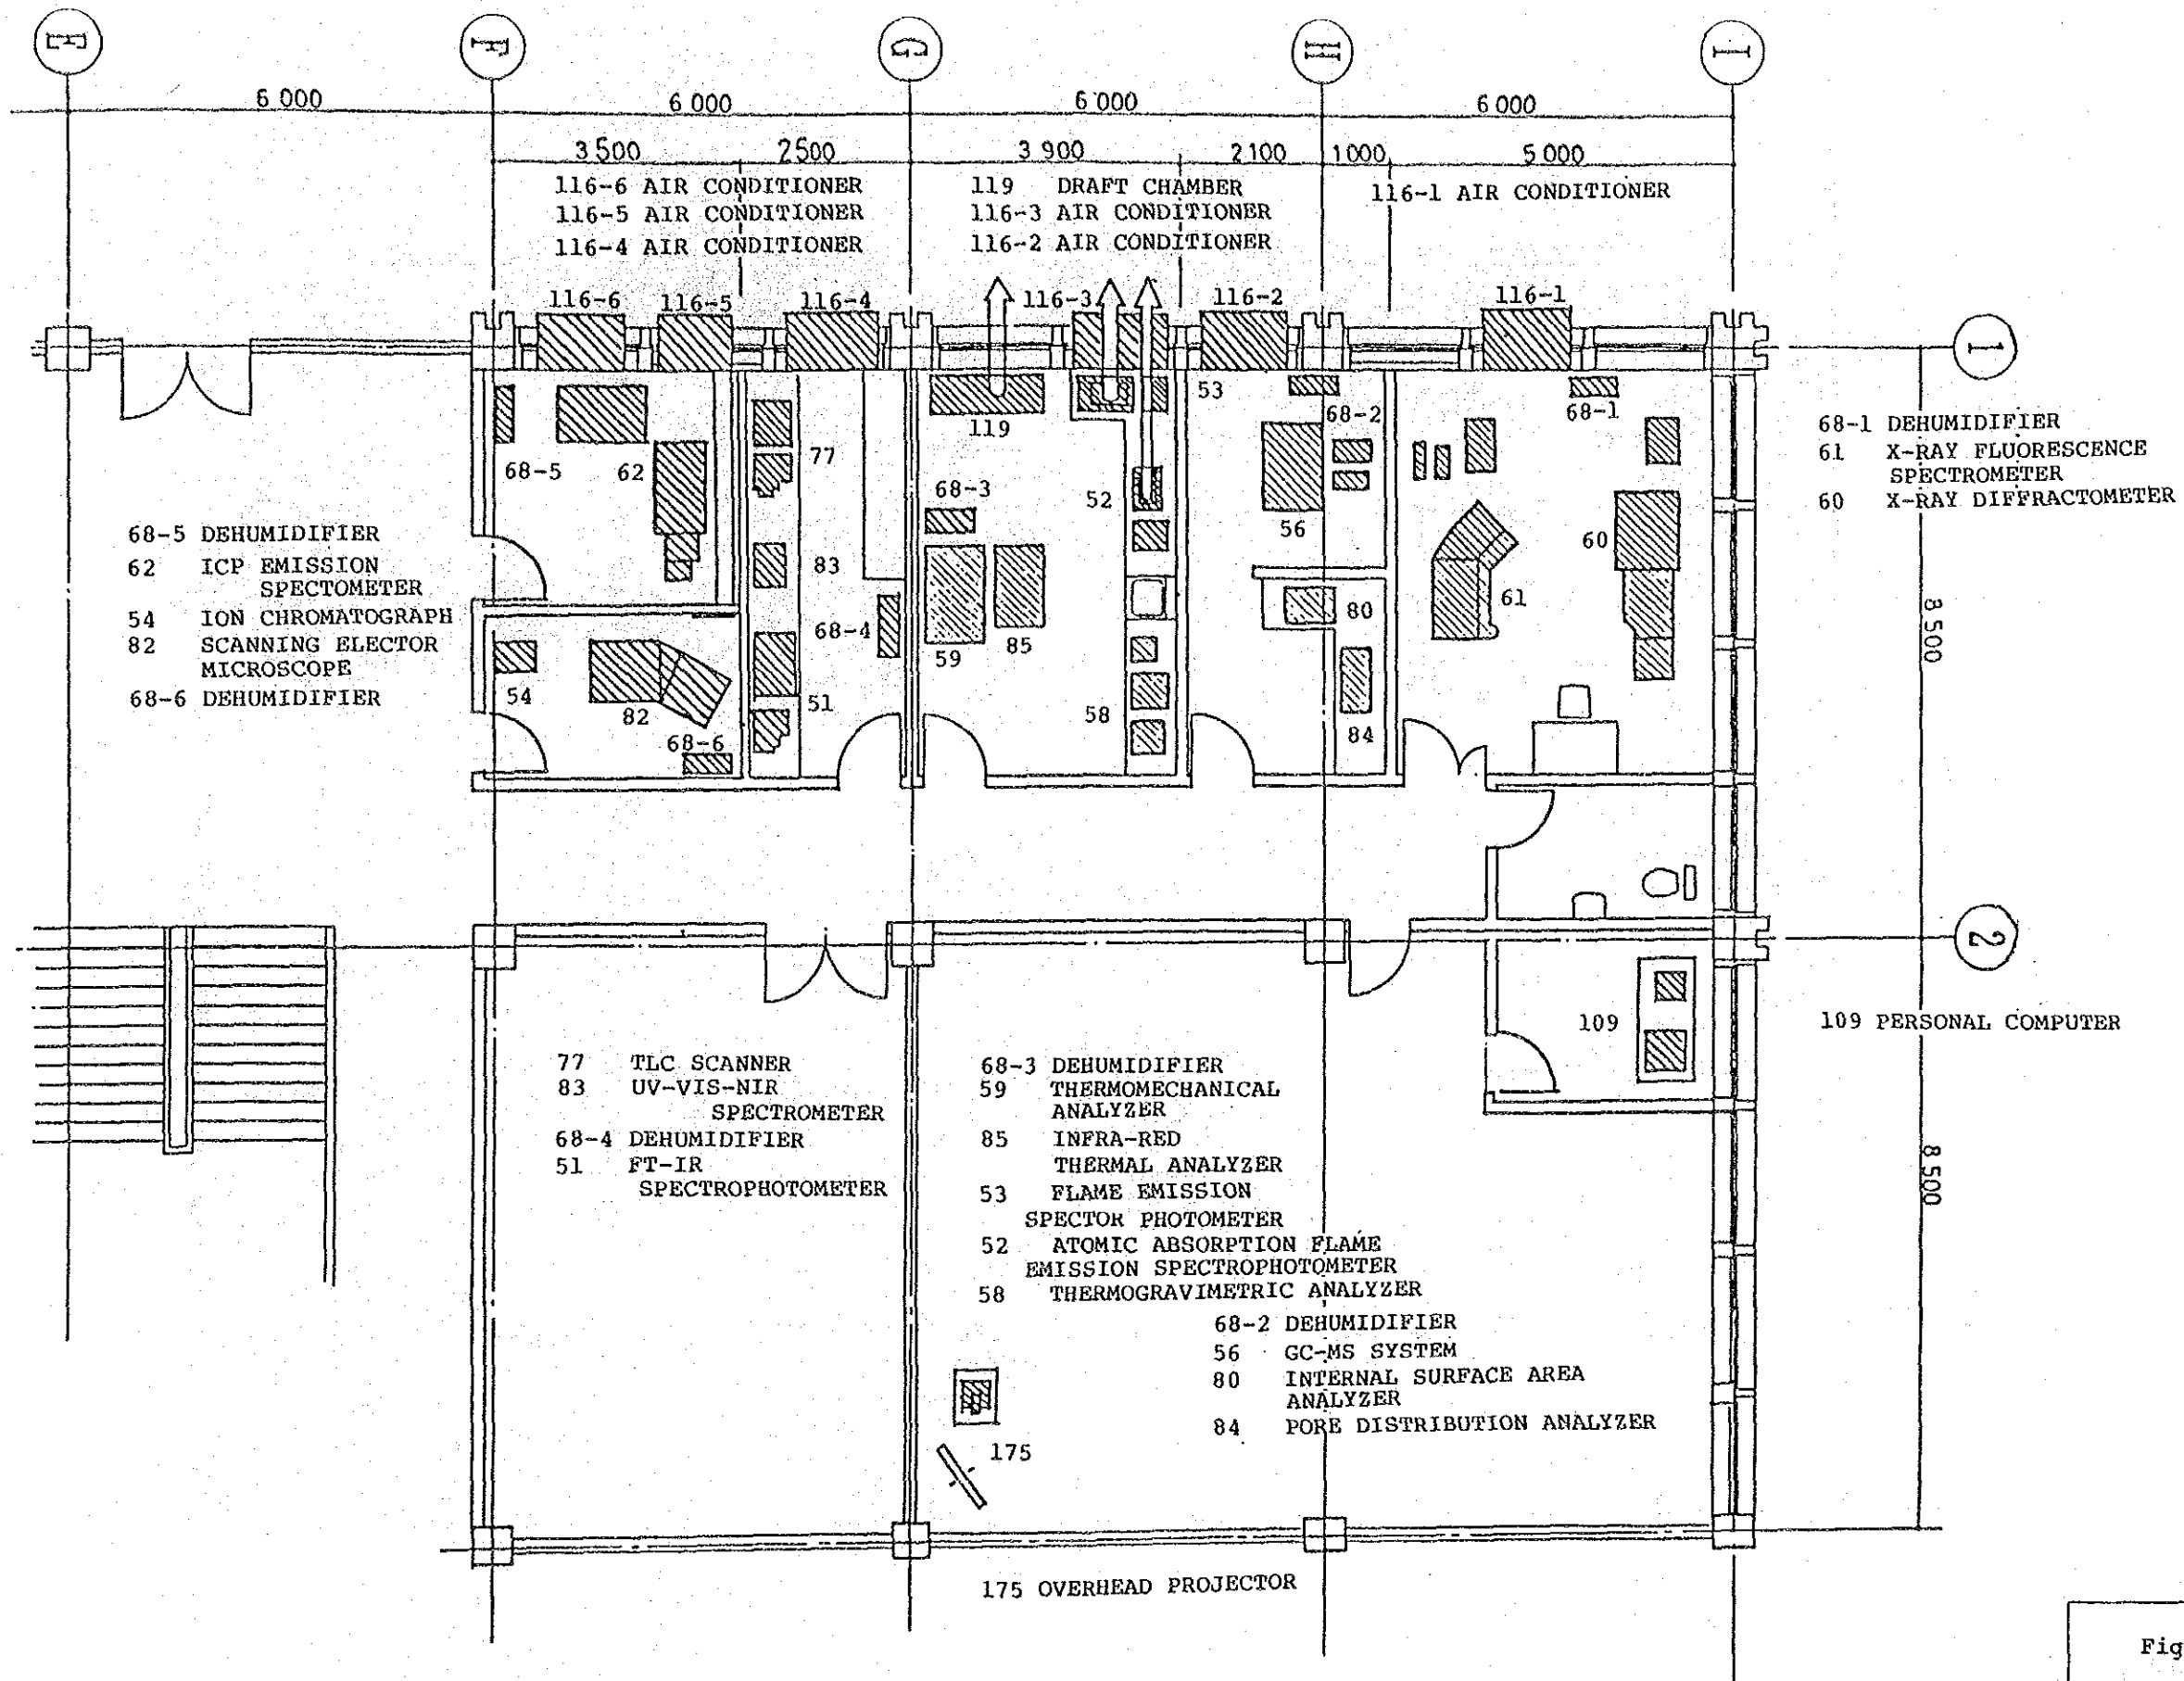 E
F
G
H
I
6 000
6 000
6 000
6 000
3 500
2 500
3 900
2 100
1 000
5 000
116-6 AIR CONDITIONER
116-5 AIR CONDITIONER
116-4 AIR CONDITIONER
119 DRAFT CHAMBER
116-3 AIR CONDITIONER
116-2 AIR CONDITIONER
116-1 AIR CONDITIONER
116-6
116-5
116-4
116-3
116-2
116-1
1
68-5
62
77
119
53
68-2
68-1
68-3
52
56
60
83
68-4
59
85
80
61
54
82
51
58
84
68-6
68-1 DEHUMIDIFIER
61 X-RAY FLUORESCENCE
SPECTROMETER
60 X-RAY DIFFRACTOMETER
68-5 DEHUMIDIFIER
62 ICP EMISSION
SPECTOMETER
54 ION CHROMATOGRAPH
82 SCANNING ELECTOR
MICROSCOPE
68-6 DEHUMIDIFIER
8 500
2
109
109 PERSONAL COMPUTER
8 500
77 TLC SCANNER
83 UV-VIS-NIR
SPECTROMETER
68-4 DEHUMIDIFIER
51 FT-IR
SPECTROPHOTOMETER
68-3 DEHUMIDIFIER
59 THERMOMECHANICAL
ANALYZER
85 INFRA-RED
THERMAL ANALYZER
53 FLAME EMISSION
SPECTOR PHOTOMETER
52 ATOMIC ABSORPTION FLAME
EMISSION SPECTROPHOTOMETER
58 THERMOGRAVIMETRIC ANALYZER
68-2 DEHUMIDIFIER
56 GC-MS SYSTEM
80 INTERNAL SURFACE AREA
ANALYZER
84 PORE DISTRIBUTION ANALYZER
175
175 OVERHEAD PROJECTOR
Fig